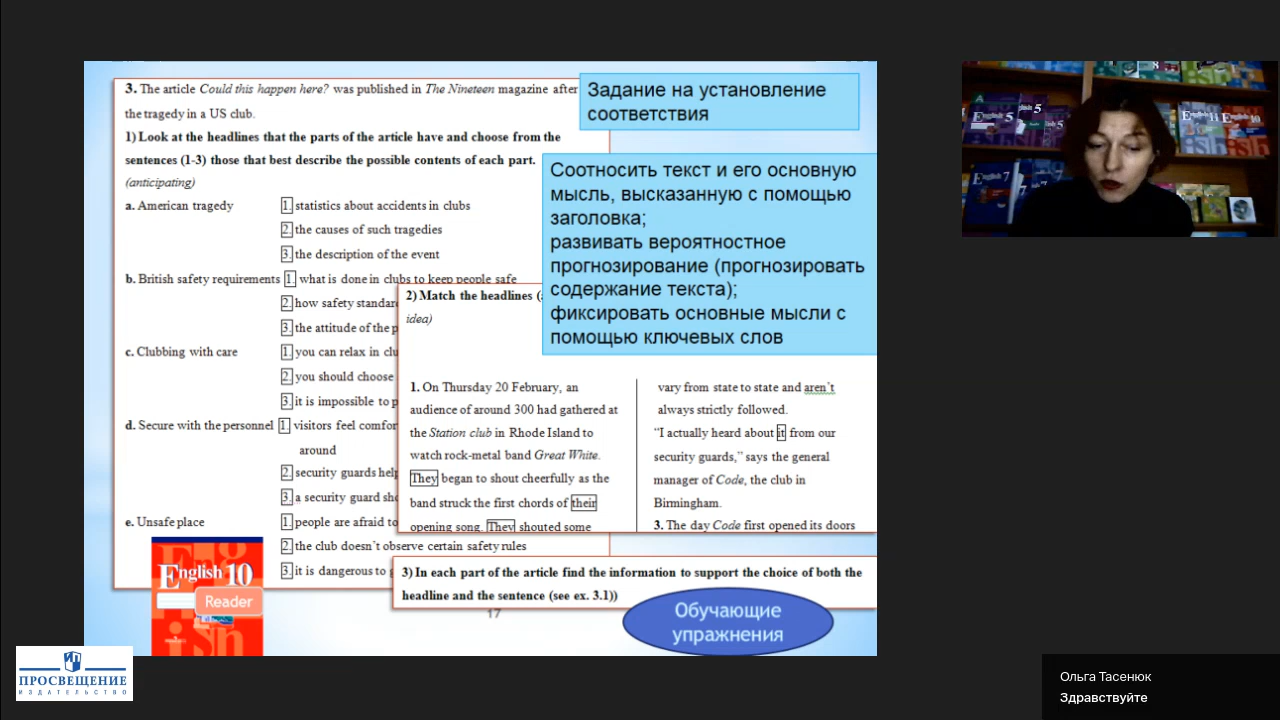 3. The article Could this happen here? was published in The Nineteen magazine after
the tragedy in a US club.
1) Look at the headlines that the parts of the article have and choose from the
sentences (1-3) those that best describe the possible contents of each part.
(anticipating)
a. American tragedy
1. statistics about accidents in clubs
2. the causes of such tragedies
3. the description of the event
b. British safety requirements
1. what is done in clubs to keep people safe
2. how safety standar
3. the attitude of the p
c. Clubbing with care
1. you can relax in clu
2. you should choose
3. it is impossible to p
d. Secure with the personnel
1. visitors feel comfor
around
2. security guards help
3. a security guard sho
e. Unsafe place
1. people are afraid to
2. the club doesn't observe certain safety rules
3. it is dangerous to
Задание на установление
соответствия
Соотносить текст и его основную
мысль, высказанную с помощью
заголовка;
развивать вероятностное
прогнозирование (прогнозировать
содержание текста);
фиксировать основные мысли с
помощью ключевых слов
2) Match the headlines (
idea)
1. On Thursday 20 February, an
audience of around 300 had gathered at
the Station club in Rhode Island to
watch rock-metal band Great White.
They began to shout cheerfully as the
band struck the first chords of their
opening song. They shouted some
vary from state to state and aren't
always strictly followed.
"I actually heard about it from our
security guards," says the general
manager of Code, the club in
Birmingham.
3. The day Code first opened its doors
3) In each part of the article find the information to support the choice of both the
headline and the sentence (see ex. 3.1))
17
Обучающие
упражнения
English 10
Reader
ПРОСВЕЩЕНИЕ
ИЗДАТЕЛЬСТВО
English 5
English 7
Ольга Тасенюк
Здравствуйте